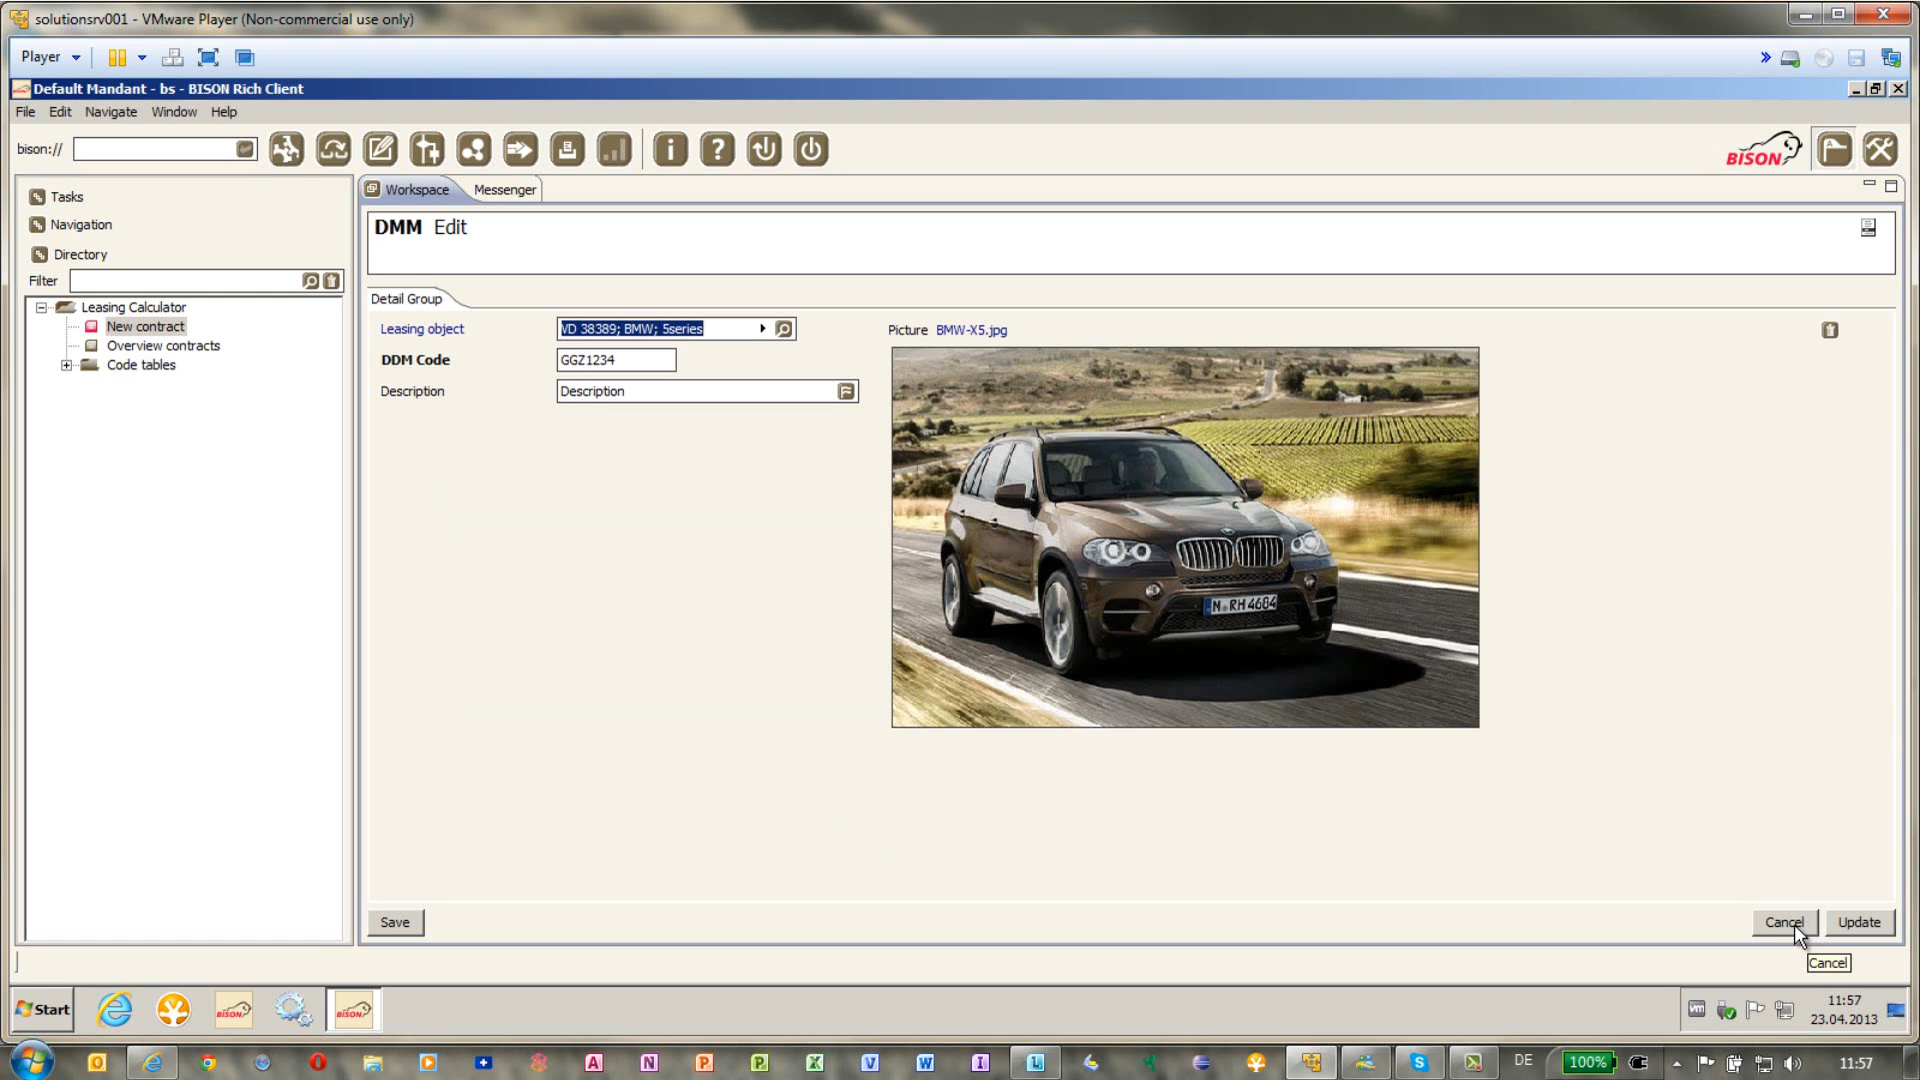 solutionsrv001 - VMware Player (Non-commercial use only)
Player
Default Mandant - bs - BISON Rich Client
File Edit Navigate Window Help
bison://
BISON
Tasks
Navigation
Directory
Filter
Leasing Calculator
New contract
Overview contracts
Code tables
Workspace Messenger
DMM Edit
Detail Group
Leasing object VD 38389; BMW; 5series
DDM Code GGZ1234
Description Description
Picture BMW-X5.jpg
N RH 4684
Save
Cancel Update
Cancel
Start
BISON
BISON
11:57
23.04.2013
DE
100%
11:57